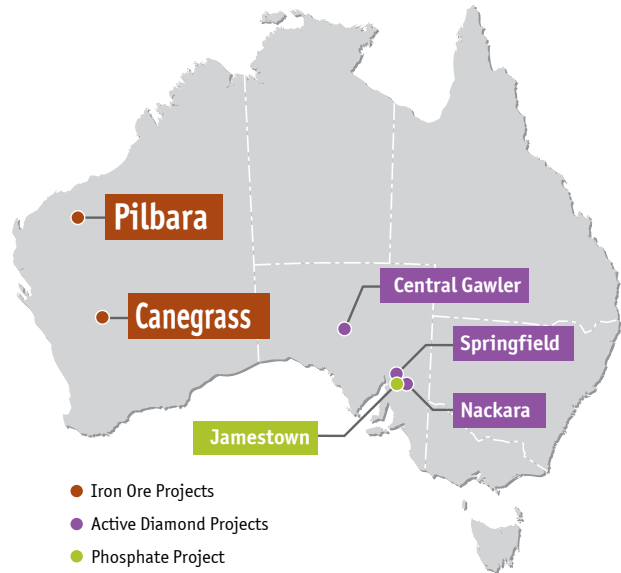 Pilbara
Central Gawler
Canegrass
Springfield
Nackara
Jamestown
Iron Ore Projects
Active Diamond Projects
Phosphate Project